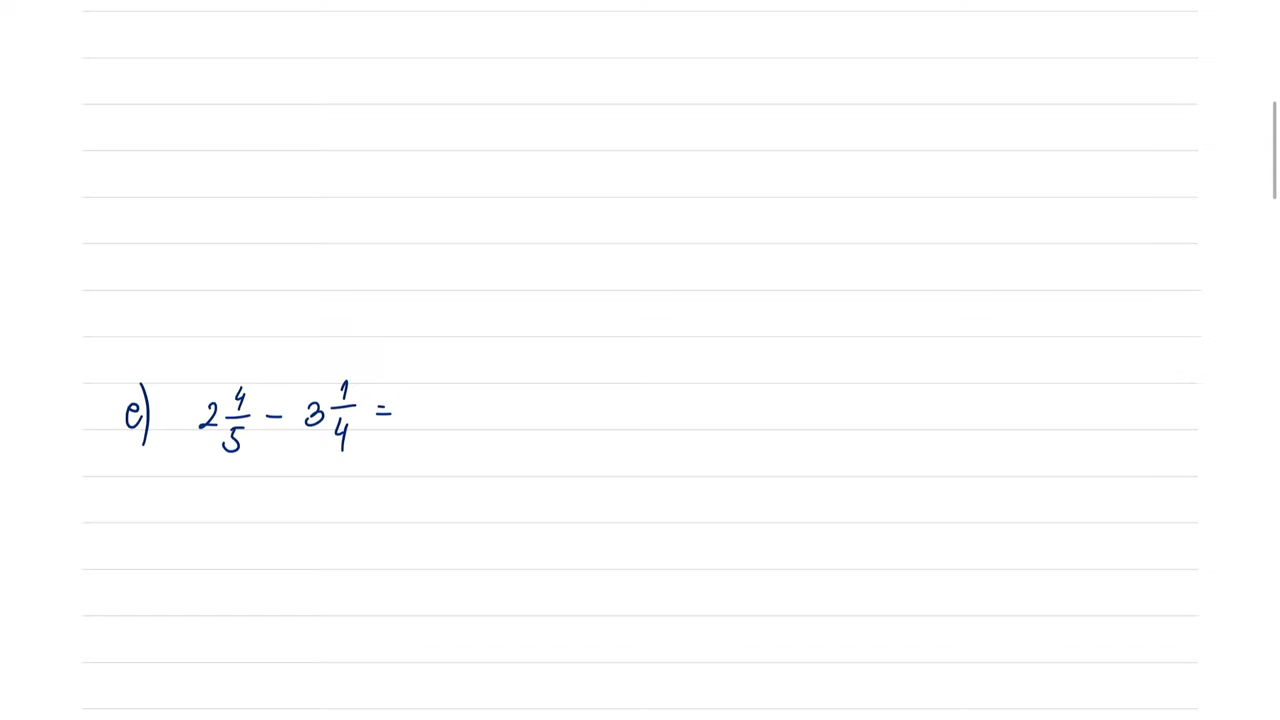 e) 2 4/5 - 3 1/4 =